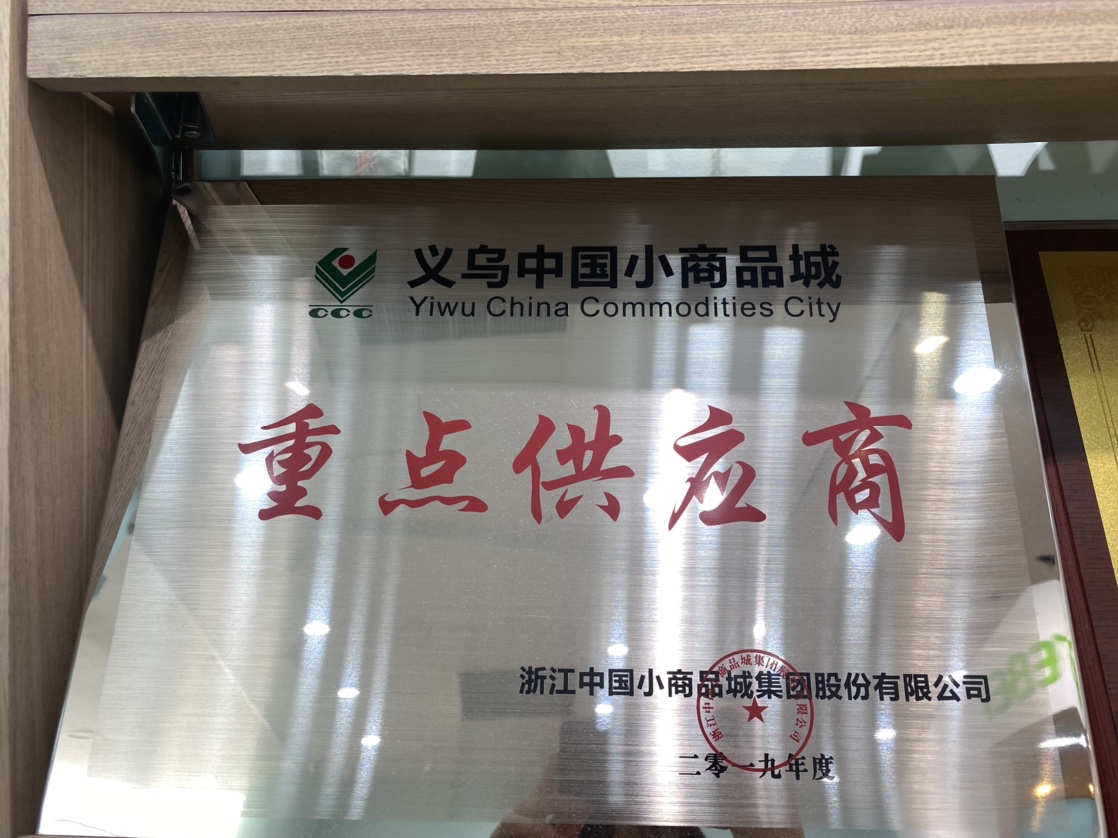 义乌中国小商品城
CCC
Yiwu China Commodities City
重点供应商
浙江中国小商品城集团股份有限公司
二零一九年度